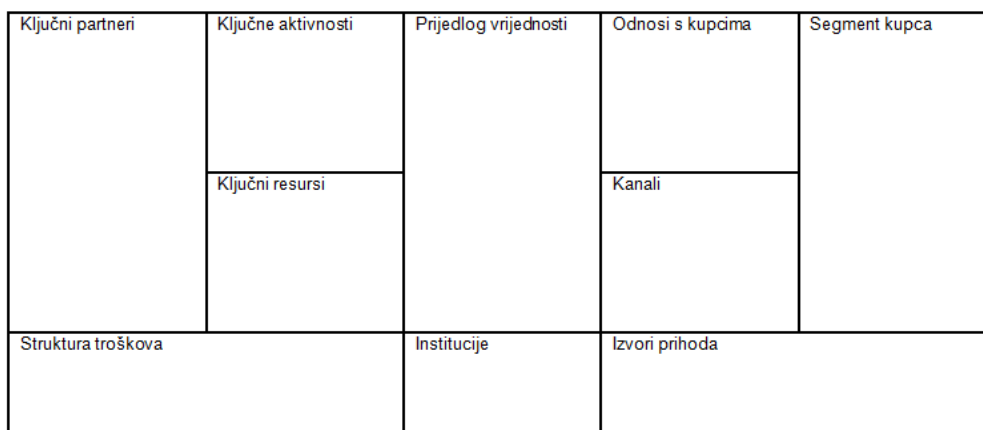 Ključni partneri
Ključne aktivnosti
Prijedlog vrijednosti
Odnosi s kupcima
Segment kupca
Ključni resursi
Kanali
Struktura troškova
Institucije
Izvori prihoda